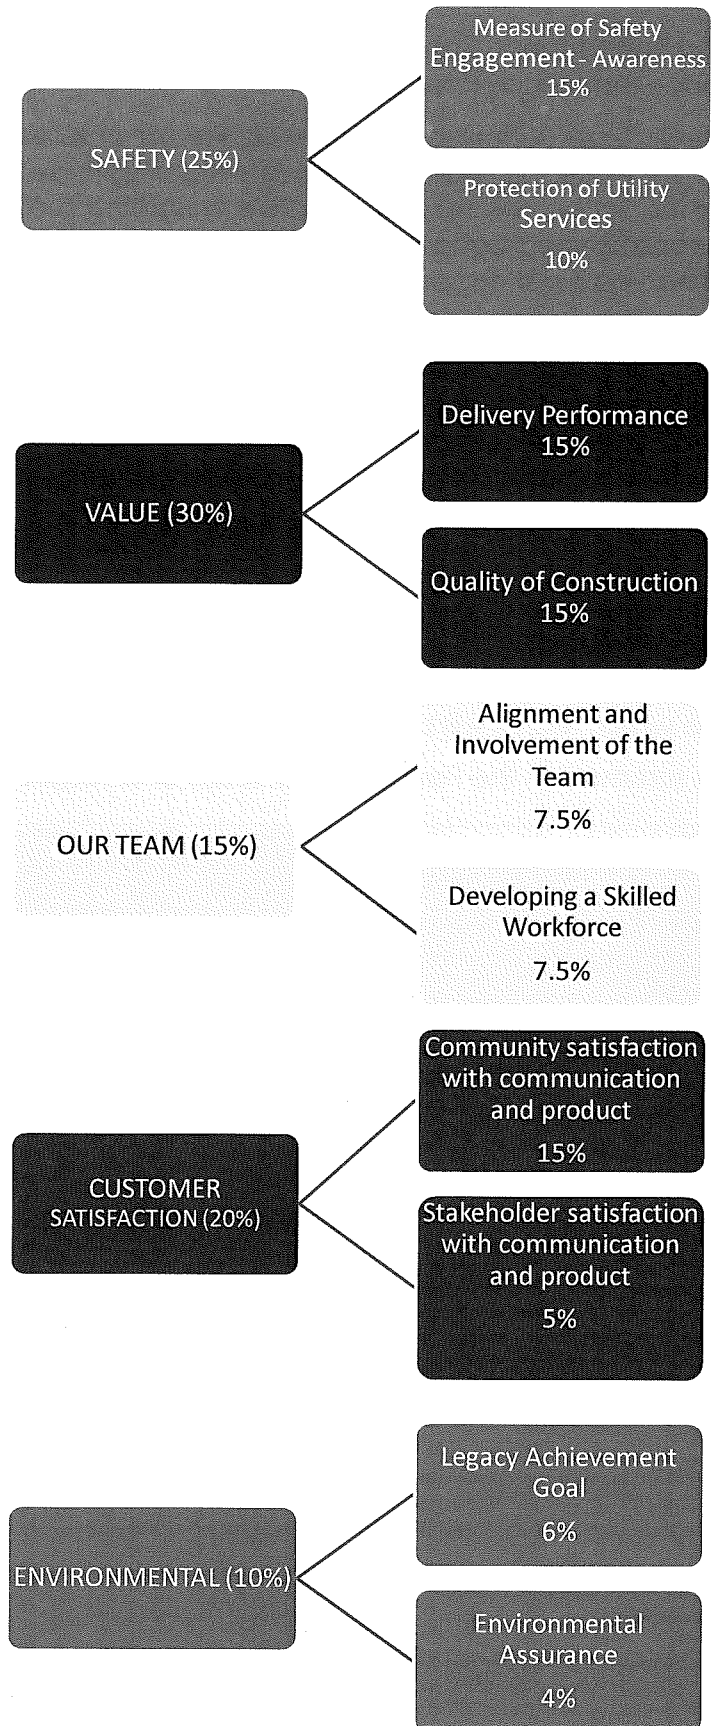 SAFETY (25%)
Measure of Safety
Engagement - Awareness
15%
Protection of Utility
Services
10%
VALUE (30%)
Delivery Performance
15%
Quality of Construction
15%
OUR TEAM (15%)
Alignment and
Involvement of the
Team
7.5%
Developing a Skilled
Workforce
7.5%
CUSTOMER
SATISFACTION (20%)
Community satisfaction
with communication
and product
15%
Stakeholder satisfaction
with communication
and product
5%
ENVIRONMENTAL (10%)
Legacy Achievement
Goal
6%
Environmental
Assurance
4%